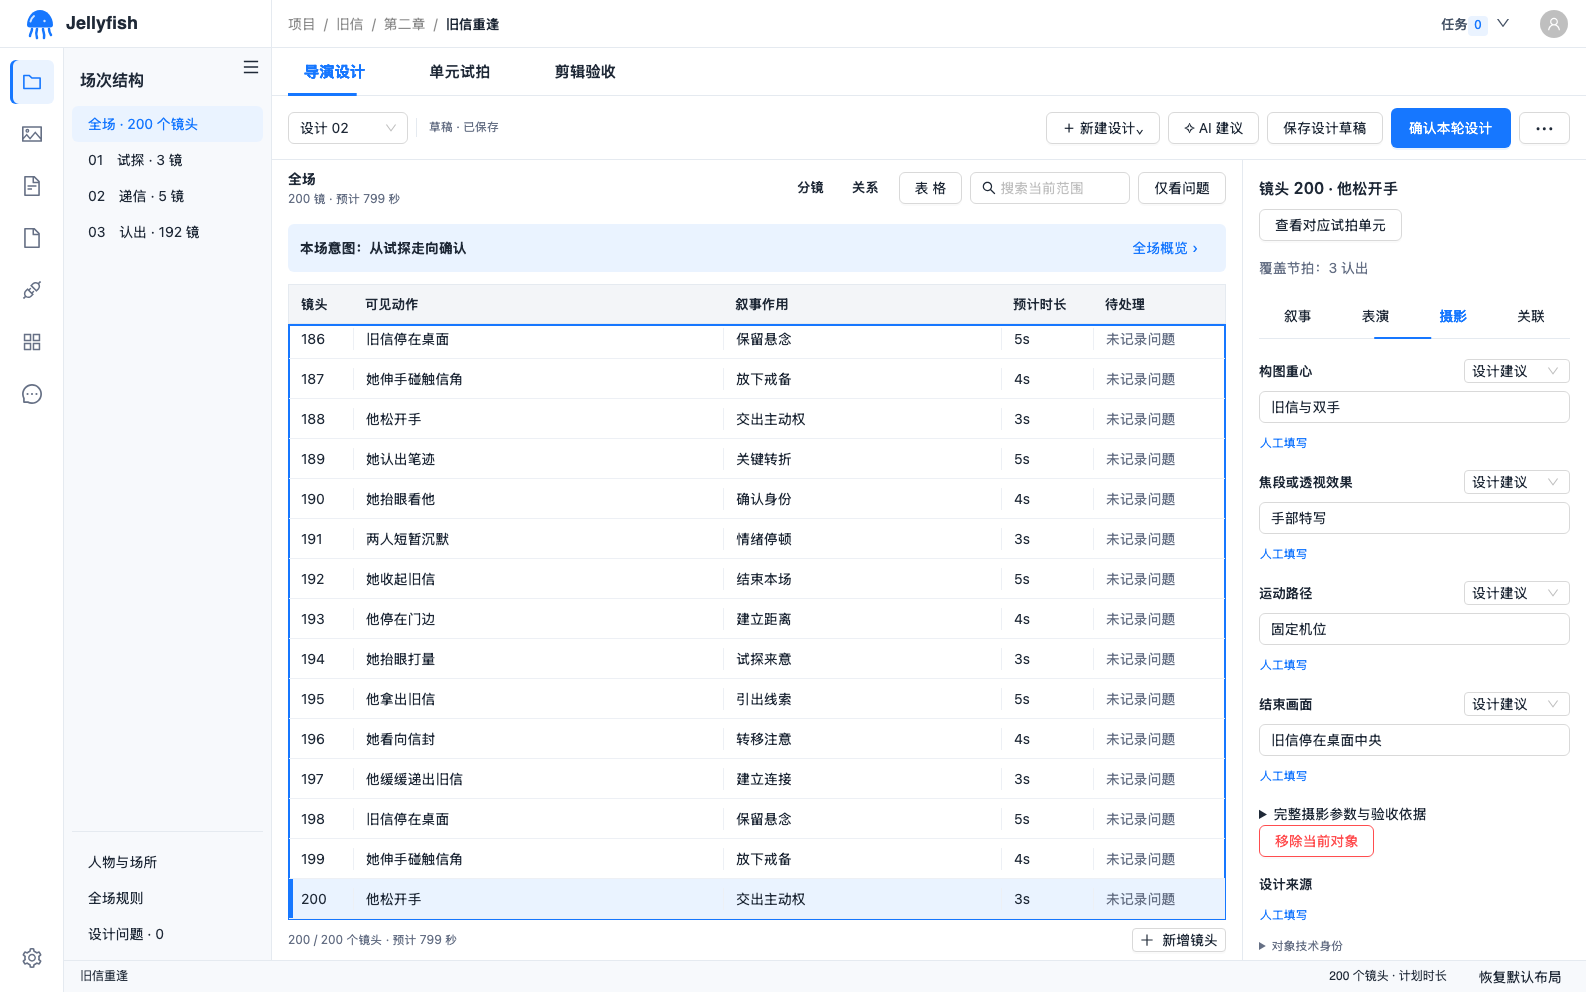 Jellyfish
项目 / 旧信 / 第二章 / 旧信重逢
任务 0
场次结构
全场 · 200 个镜头
01 试探 · 3 镜
02 递信 · 5 镜
03 认出 · 192 镜
人物与场所
全场规则
设计问题 · 0
导演设计 单元试拍 剪辑验收
设计 02 草稿 · 已保存
+ 新建设计 AI 建议 保存设计草稿 确认本轮设计 ···
全场
200 镜 · 预计 799 秒
分镜 关系 表 格 搜索当前范围 仅看问题
本场意图：从试探走向确认 全场概览 ›
镜头 可见动作 叙事作用 预计时长 待处理
186 旧信停在桌面 保留悬念 5s 未记录问题
187 她伸手碰触信角 放下戒备 4s 未记录问题
188 他松开手 交出主动权 3s 未记录问题
189 她认出笔迹 关键转折 5s 未记录问题
190 她抬眼看他 确认身份 4s 未记录问题
191 两人短暂沉默 情绪停顿 3s 未记录问题
192 她收起旧信 结束本场 5s 未记录问题
193 他停在门边 建立距离 4s 未记录问题
194 她抬眼打量 试探来意 3s 未记录问题
195 他拿出旧信 引出线索 5s 未记录问题
196 她看向信封 转移注意 4s 未记录问题
197 他缓缓递出旧信 建立连接 3s 未记录问题
198 旧信停在桌面 保留悬念 5s 未记录问题
199 她伸手碰触信角 放下戒备 4s 未记录问题
200 他松开手 交出主动权 3s 未记录问题
200 / 200 个镜头 · 预计 799 秒
+ 新增镜头
镜头 200 · 他松开手
查看对应试拍单元
覆盖节拍：3 认出
叙事 表演 摄影 关联
构图重心 设计建议
旧信与双手
人工填写
焦段或透视效果 设计建议
手部特写
人工填写
运动路径 设计建议
固定机位
人工填写
结束画面 设计建议
旧信停在桌面中央
人工填写
▶ 完整摄影参数与验收依据
移除当前对象
设计来源
人工填写
▶ 对象技术身份
旧信重逢
200 个镜头 · 计划时长 恢复默认布局